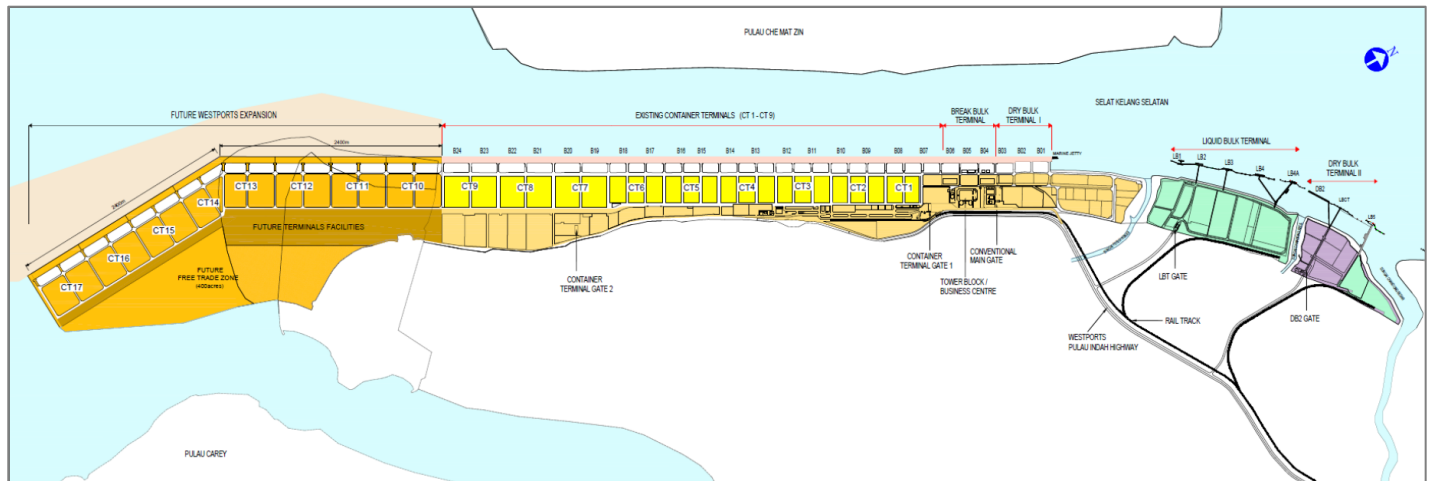 PULAU CHE MAT ZIN
N
SELAT KELANG SELATAN
FUTURE WESTPORTS EXPANSION
EXISTING CONTAINER TERMINALS (CT 1 - CT 9)
BREAK BULK
TERMINAL
DRY BULK
TERMINAL I
LIQUID BULK TERMINAL
DRY BULK
TERMINAL II
2400m
2400m
B24 B23 B22 B21 B20 B19 B18 B17 B16 B15 B14 B13 B12 B11 B10 B09 B08 B07 B06 B05 B04 B03 B02 B01
MARINE JETTY
LB1 LB2 LB3 LB4 LB4A DB2 LBCT LB5
CT17 CT16 CT15 CT14 CT13 CT12 CT11 CT10 CT9 CT8 CT7 CT6 CT5 CT4 CT3 CT2 CT1
FUTURE TERMINALS FACILITIES
FUTURE
FREE TRADE ZONE
(400acres)
CONTAINER
TERMINAL GATE 2
CONTAINER
TERMINAL GATE 1
CONVENTIONAL
MAIN GATE
TOWER BLOCK /
BUSINESS CENTRE
LBT GATE
RAIL TRACK
DB2 GATE
WESTPORTS
PULAU INDAH HIGHWAY
PULAU CAREY